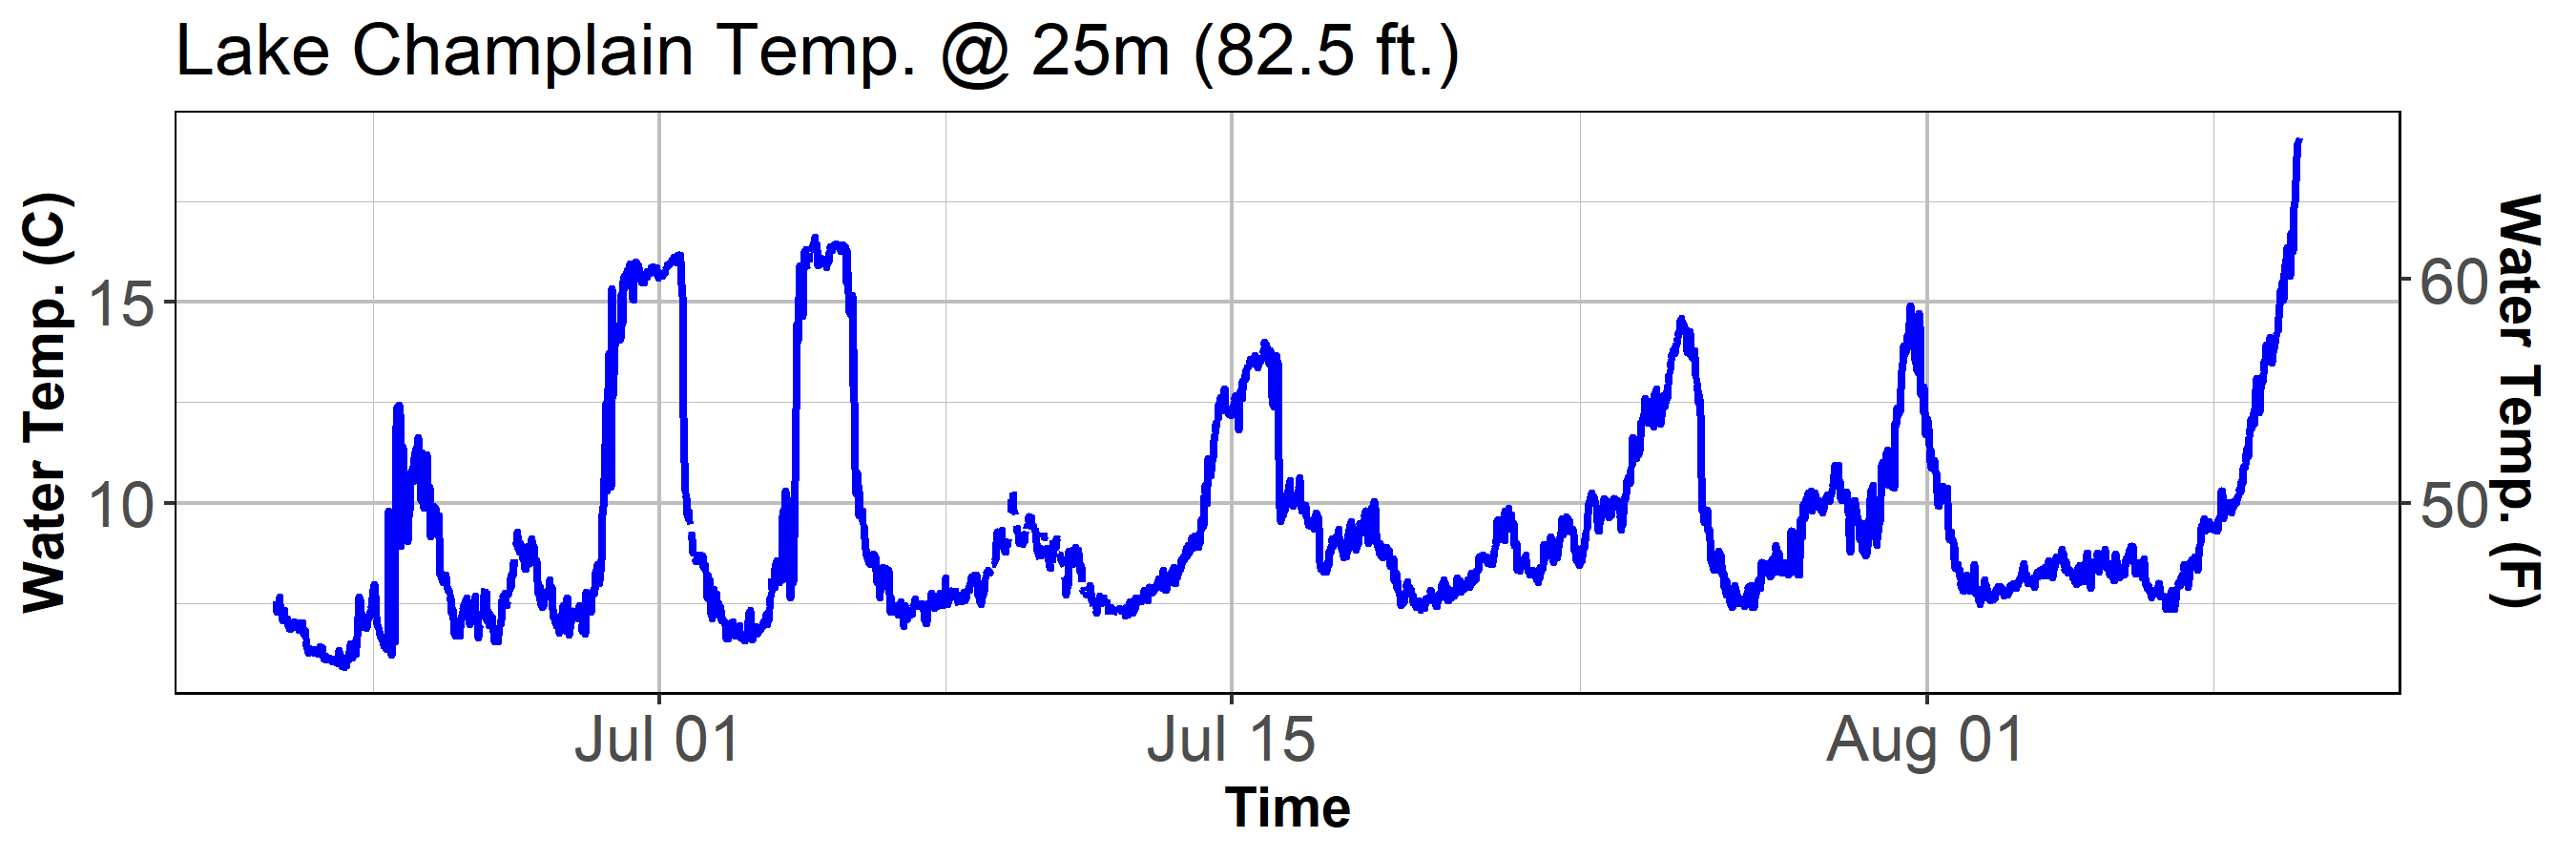 Lake Champlain Temp. @ 25m (82.5 ft.)
Water Temp. (C)
15
10
60
50
Water Temp. (F)
Jul 01
Jul 15
Aug 01
Time